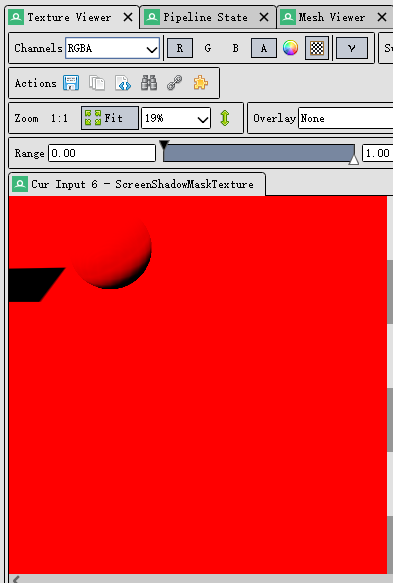 Texture Viewer Pipeline State Mesh Viewer
Channels RGBA R G B A γ Su
Actions
Zoom 1:1 Fit 19% Overlay None
Range 0.00 1.00
Cur Input 6 - ScreenShadowMaskTexture